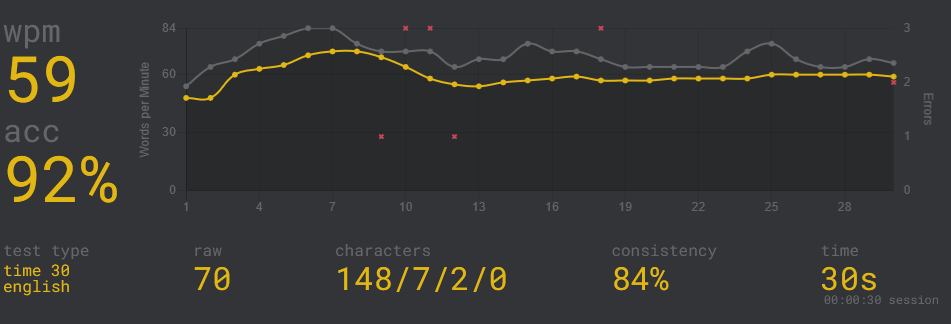 wpm
59
acc
92%
84
60
30
0
Words per Minute
3
2
1
0
Errors
1 4 7 10 13 16 19 22 25 28
test type
time 30
english
raw
70
characters
148/7/2/0
consistency
84%
time
30s
00:00:30 session